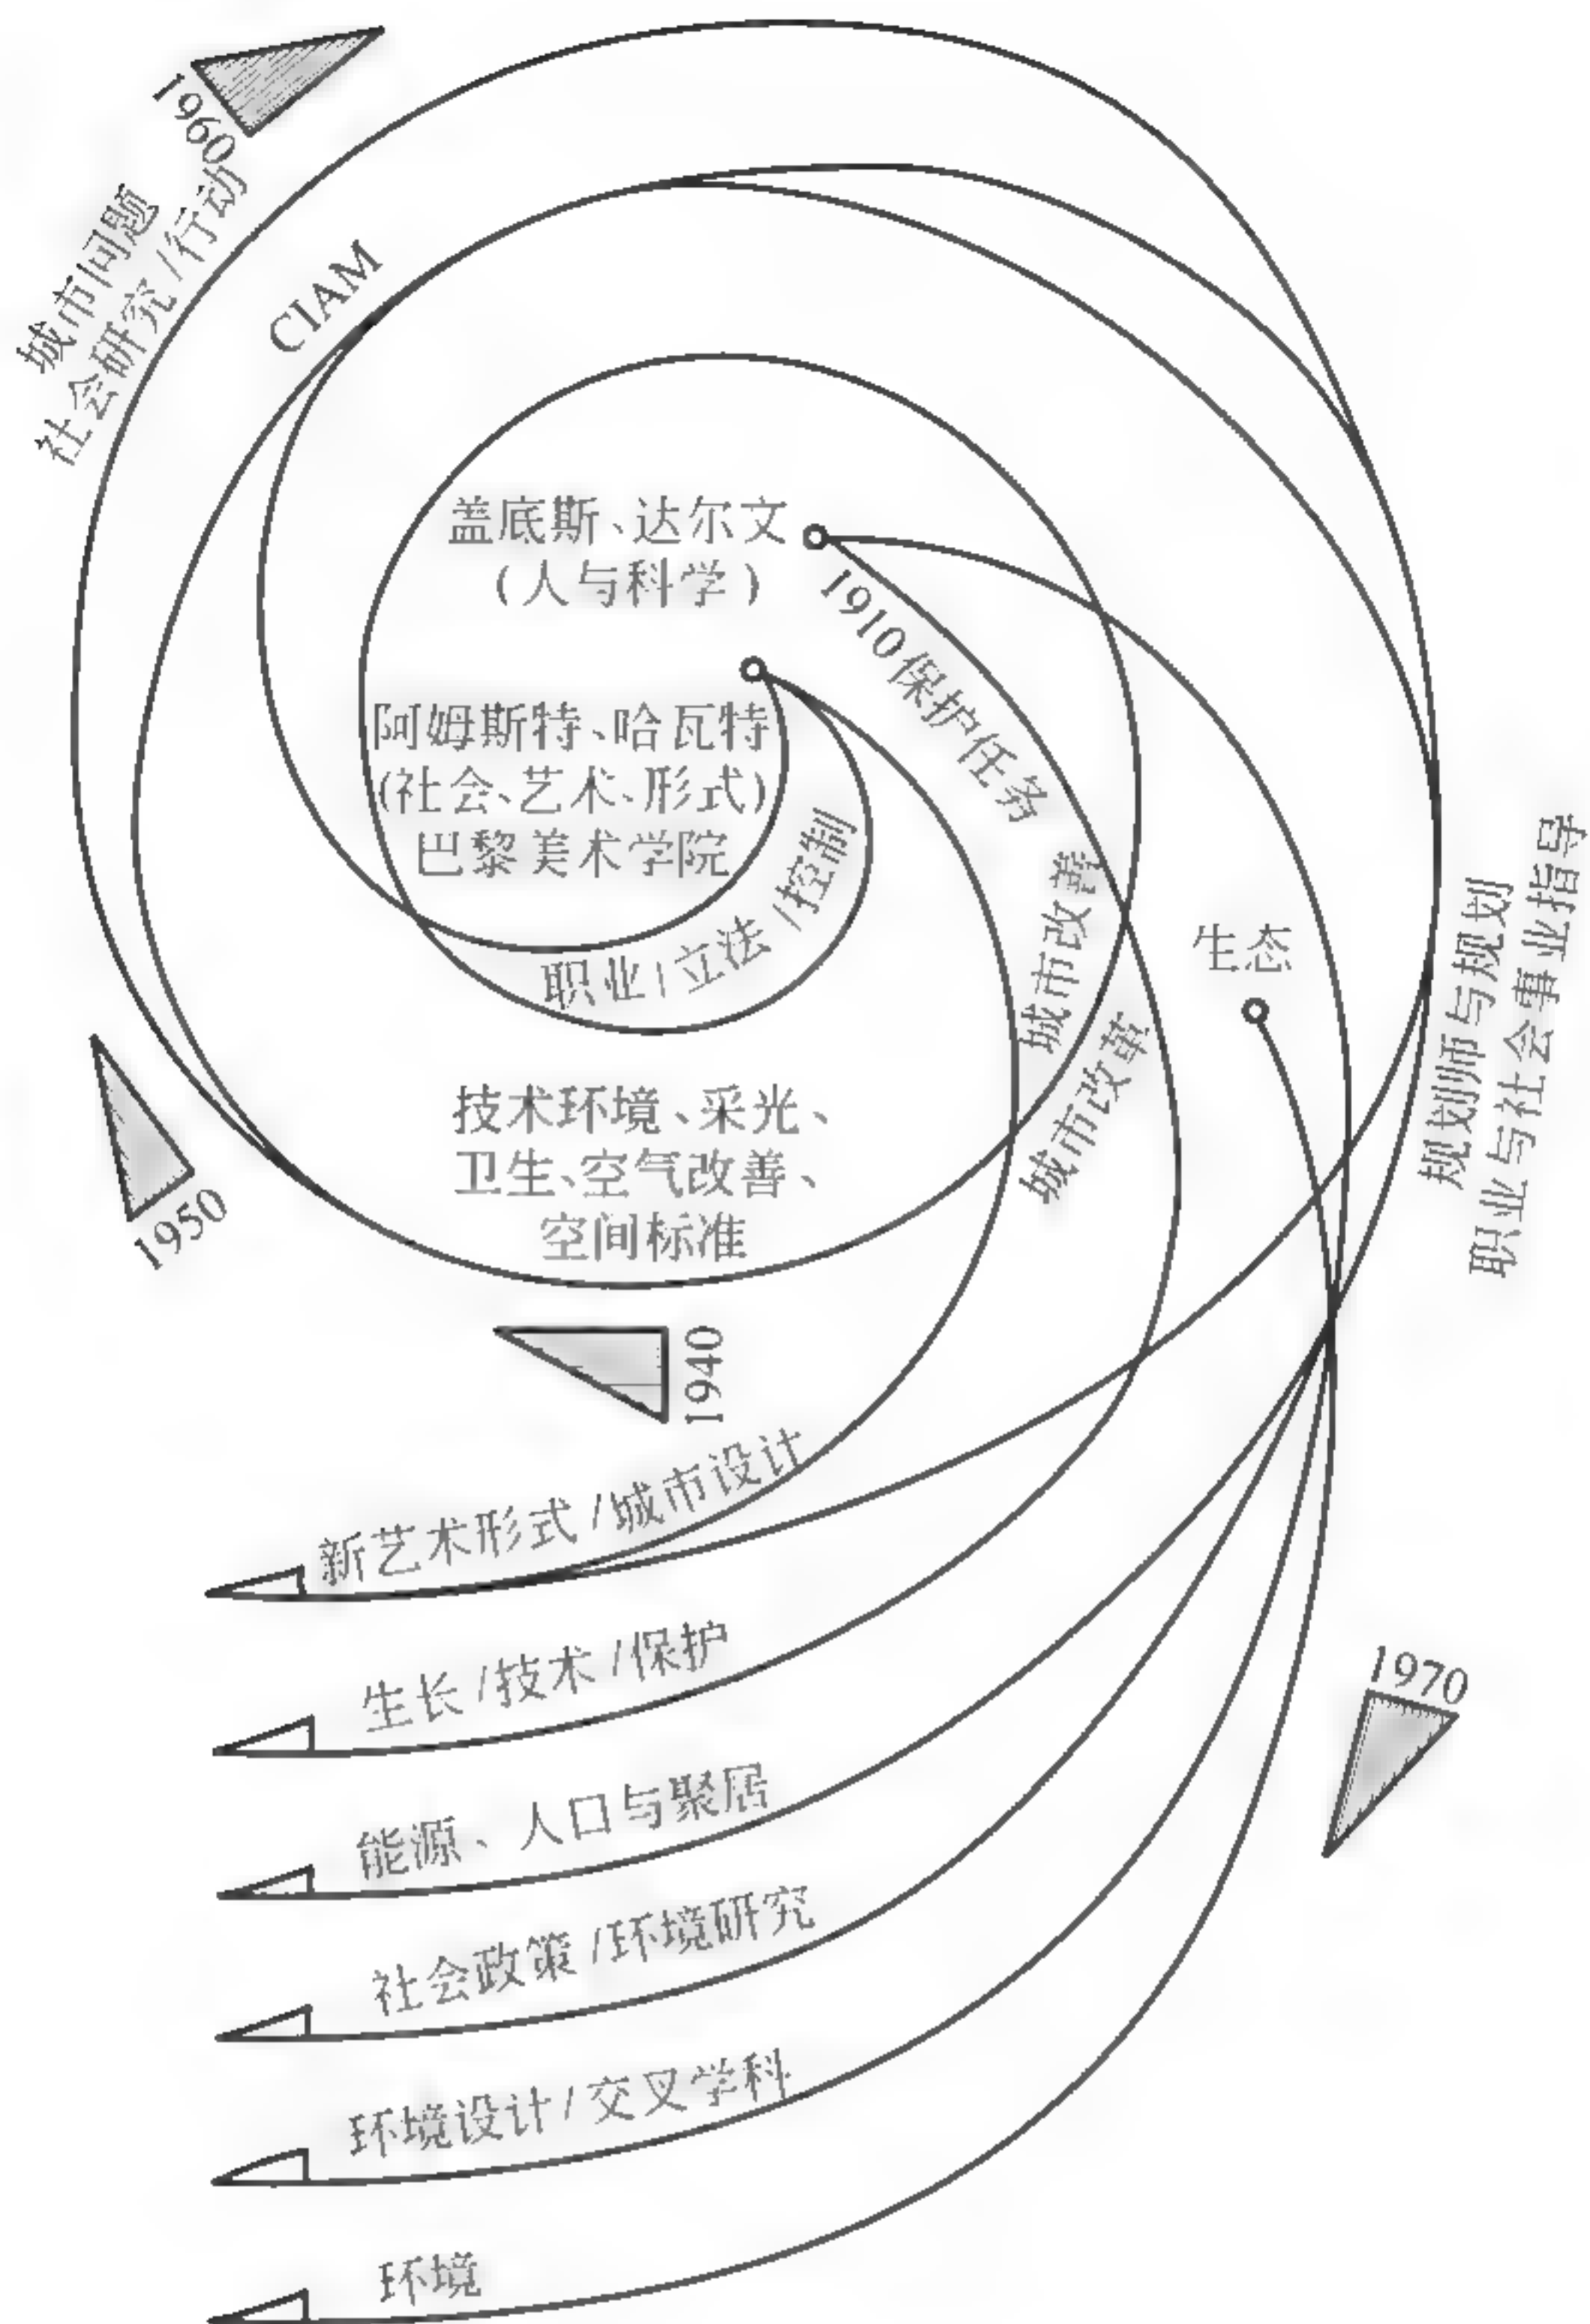 1960
城市问题
社会研究/行动
CIAM
盖底斯、达尔文
(人与科学)
1910保护任务
阿姆斯特、哈瓦特
(社会、艺术、形式)
巴黎美术学院
职业/立法/控制
城市改善
城市改革
生态
规划师与规划
职业与社会事业指导
技术环境、采光、
卫生、空气改善、
空间标准
1950
1940
新艺术形式/城市设计
生长/技术/保护
1970
能源、人口与聚居
社会政策/环境研究
环境设计/交叉学科
环境